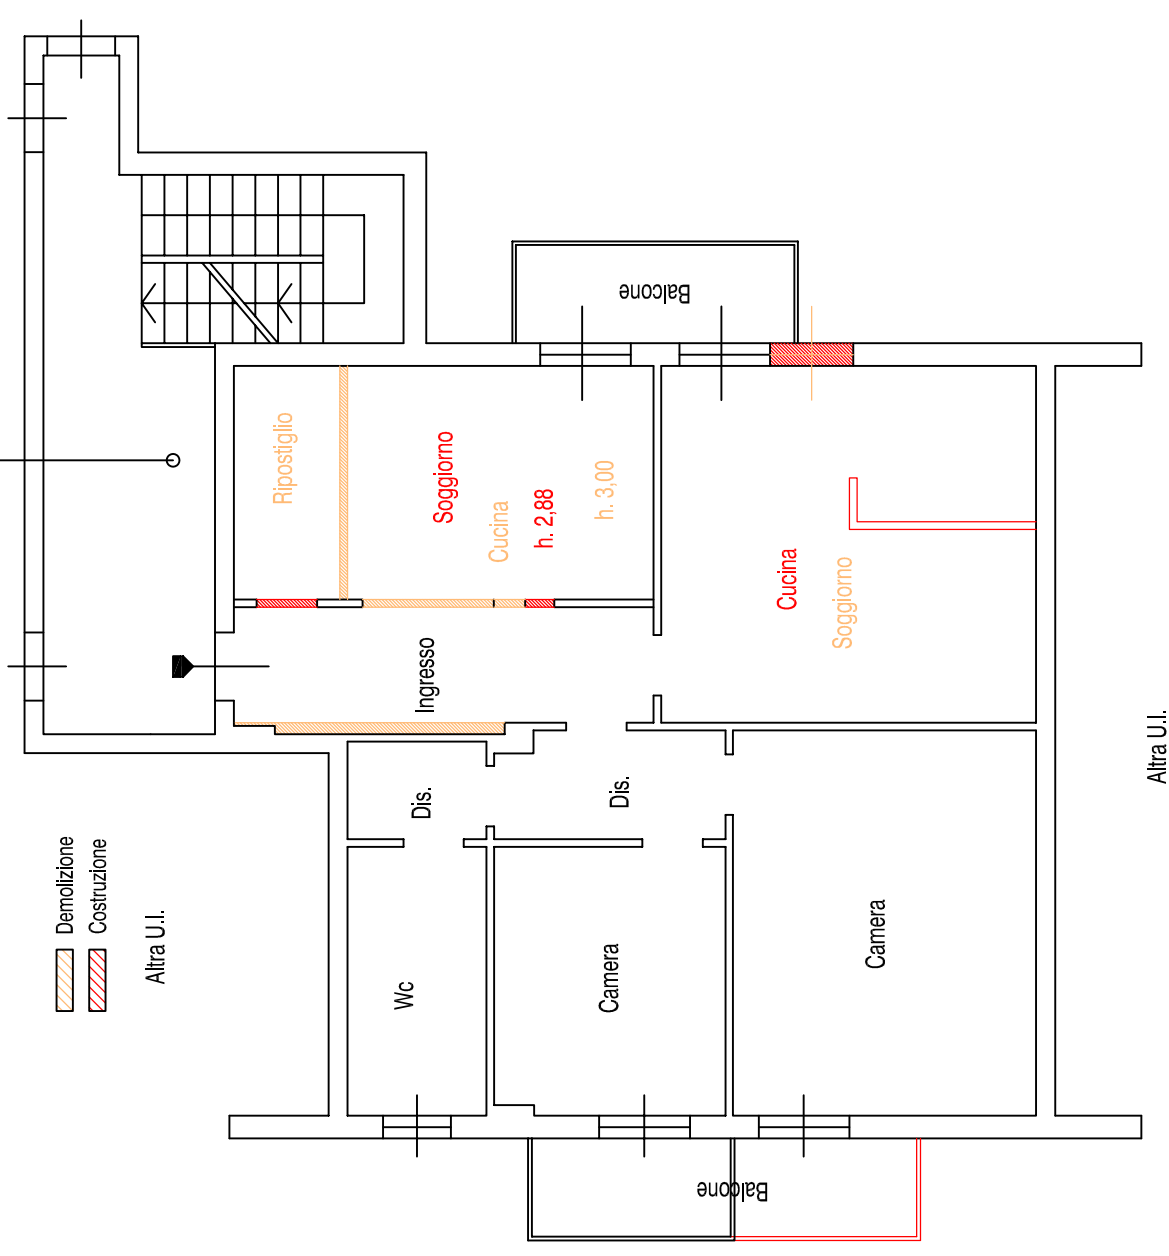 Balcone
Ripostiglio
Soggiorno
Cucina
h. 2,88
h. 3,00
Cucina
Soggiorno
Ingresso
Altra U.I.
Dis.
Dis.
Demolizione
Costruzione
Altra U.I.
Wc
Camera
Camera
Balcone